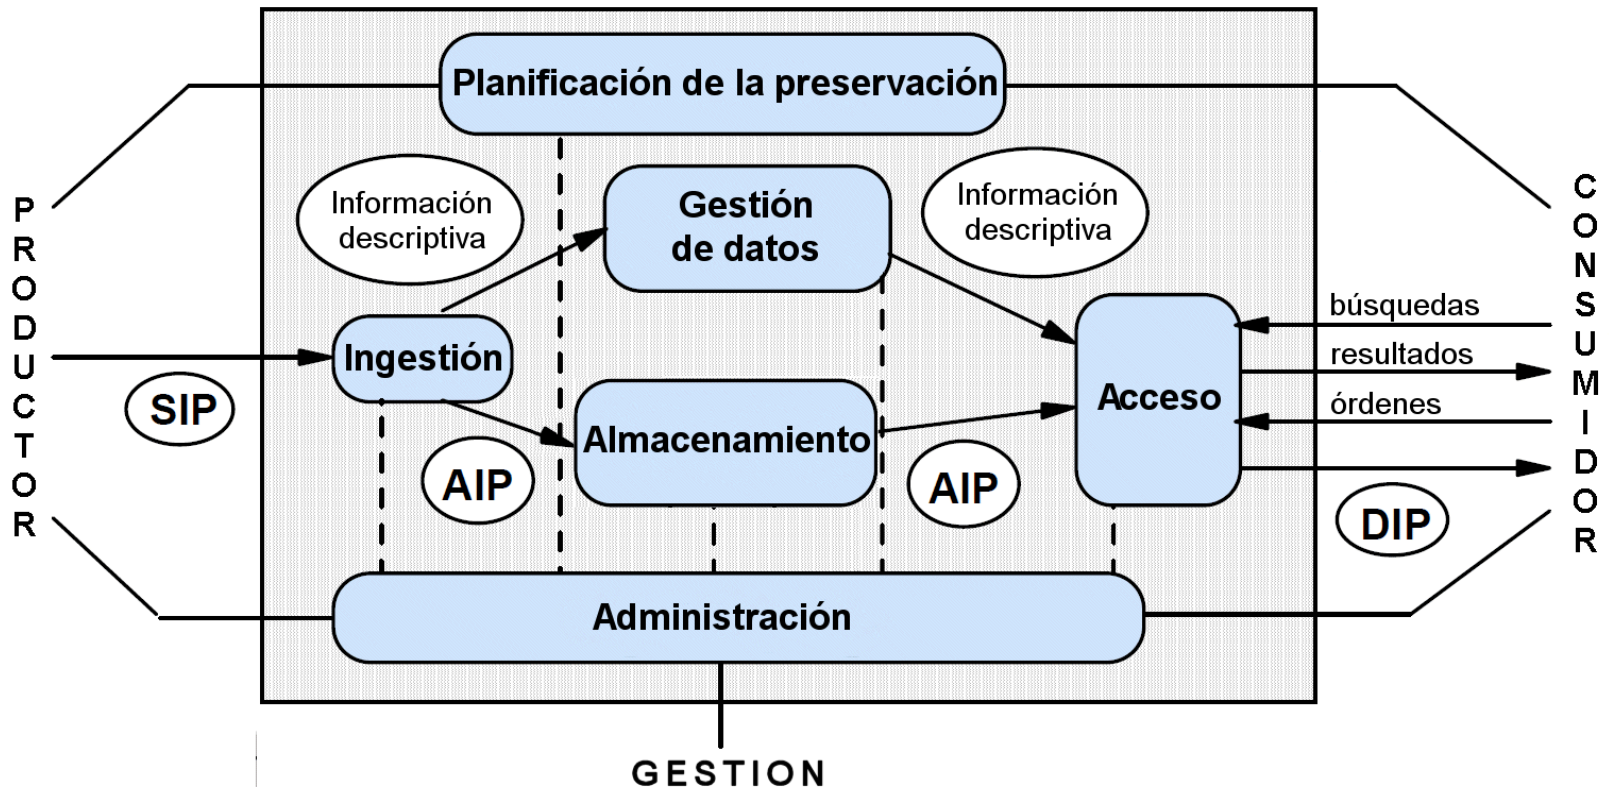 Planificación de la preservación
PRODUCTOR
Información
descriptiva
Gestión
de datos
Información
descriptiva
CONSUMIDOR
Ingestión
SIP
AIP
Almacenamiento
AIP
Acceso
búsquedas
resultados
órdenes
DIP
Administración
GESTION